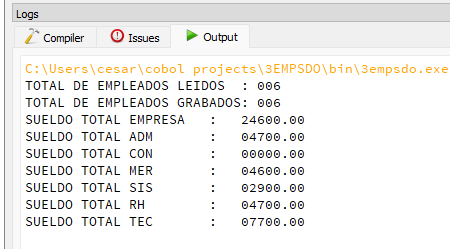 Logs
Compiler Issues Output
C:\Users\cesar\cobol projects\3EMPSDO\bin\3empsdo.exe
TOTAL DE EMPLEADOS LEIDOS  : 006
TOTAL DE EMPLEADOS GRABADOS: 006
SUELDO TOTAL EMPRESA   :   24600.00
SUELDO TOTAL ADM       :   04700.00
SUELDO TOTAL CON       :   00000.00
SUELDO TOTAL MER       :   04600.00
SUELDO TOTAL SIS       :   02900.00
SUELDO TOTAL RH        :   04700.00
SUELDO TOTAL TEC       :   07700.00